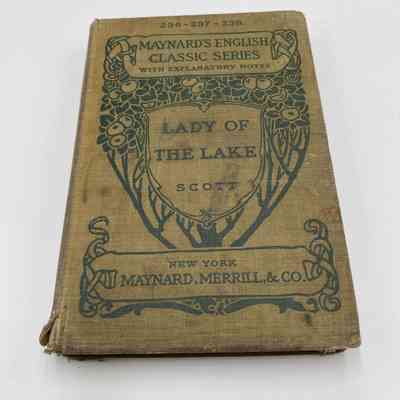 236-237-238.
MAYNARD'S ENGLISH
CLASSIC SERIES
WITH EXPLANATORY NOTES
LADY OF
THE LAKE
SCOTT
NEW YORK
MAYNARD, MERRILL, & CO.